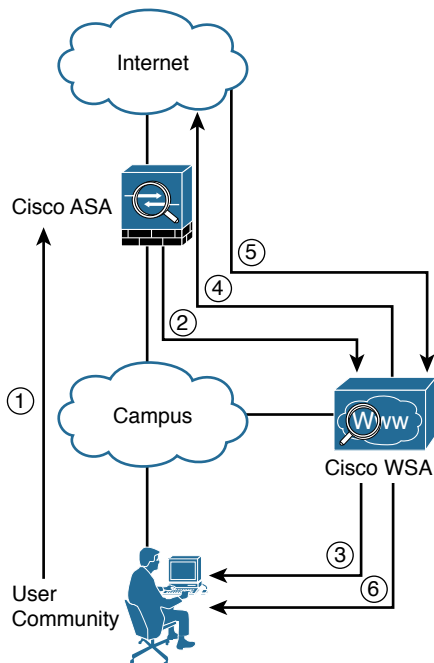 Internet
Cisco ASA
5
4
2
1
Campus
Www
Cisco WSA
3
6
User
Community